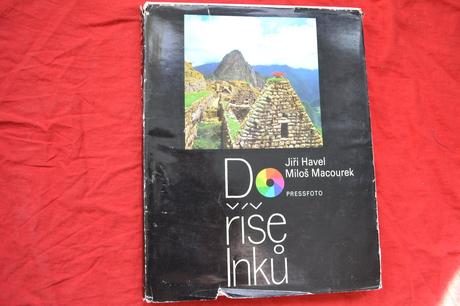 Jiří Havel
Miloš Macourek
PRESSFOTO
Do
říše
Inků